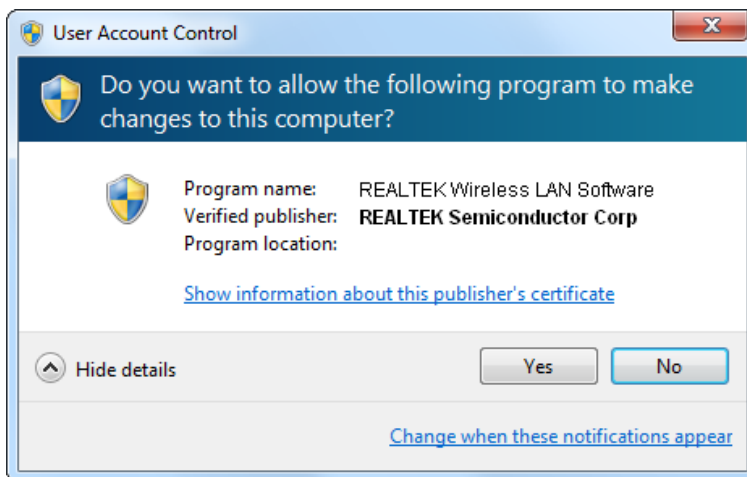 User Account Control
Do you want to allow the following program to make
changes to this computer?
Program name: REALTEK Wireless LAN Software
Verified publisher: REALTEK Semiconductor Corp
Program location:
Show information about this publisher's certificate
Hide details
Yes
No
Change when these notifications appear